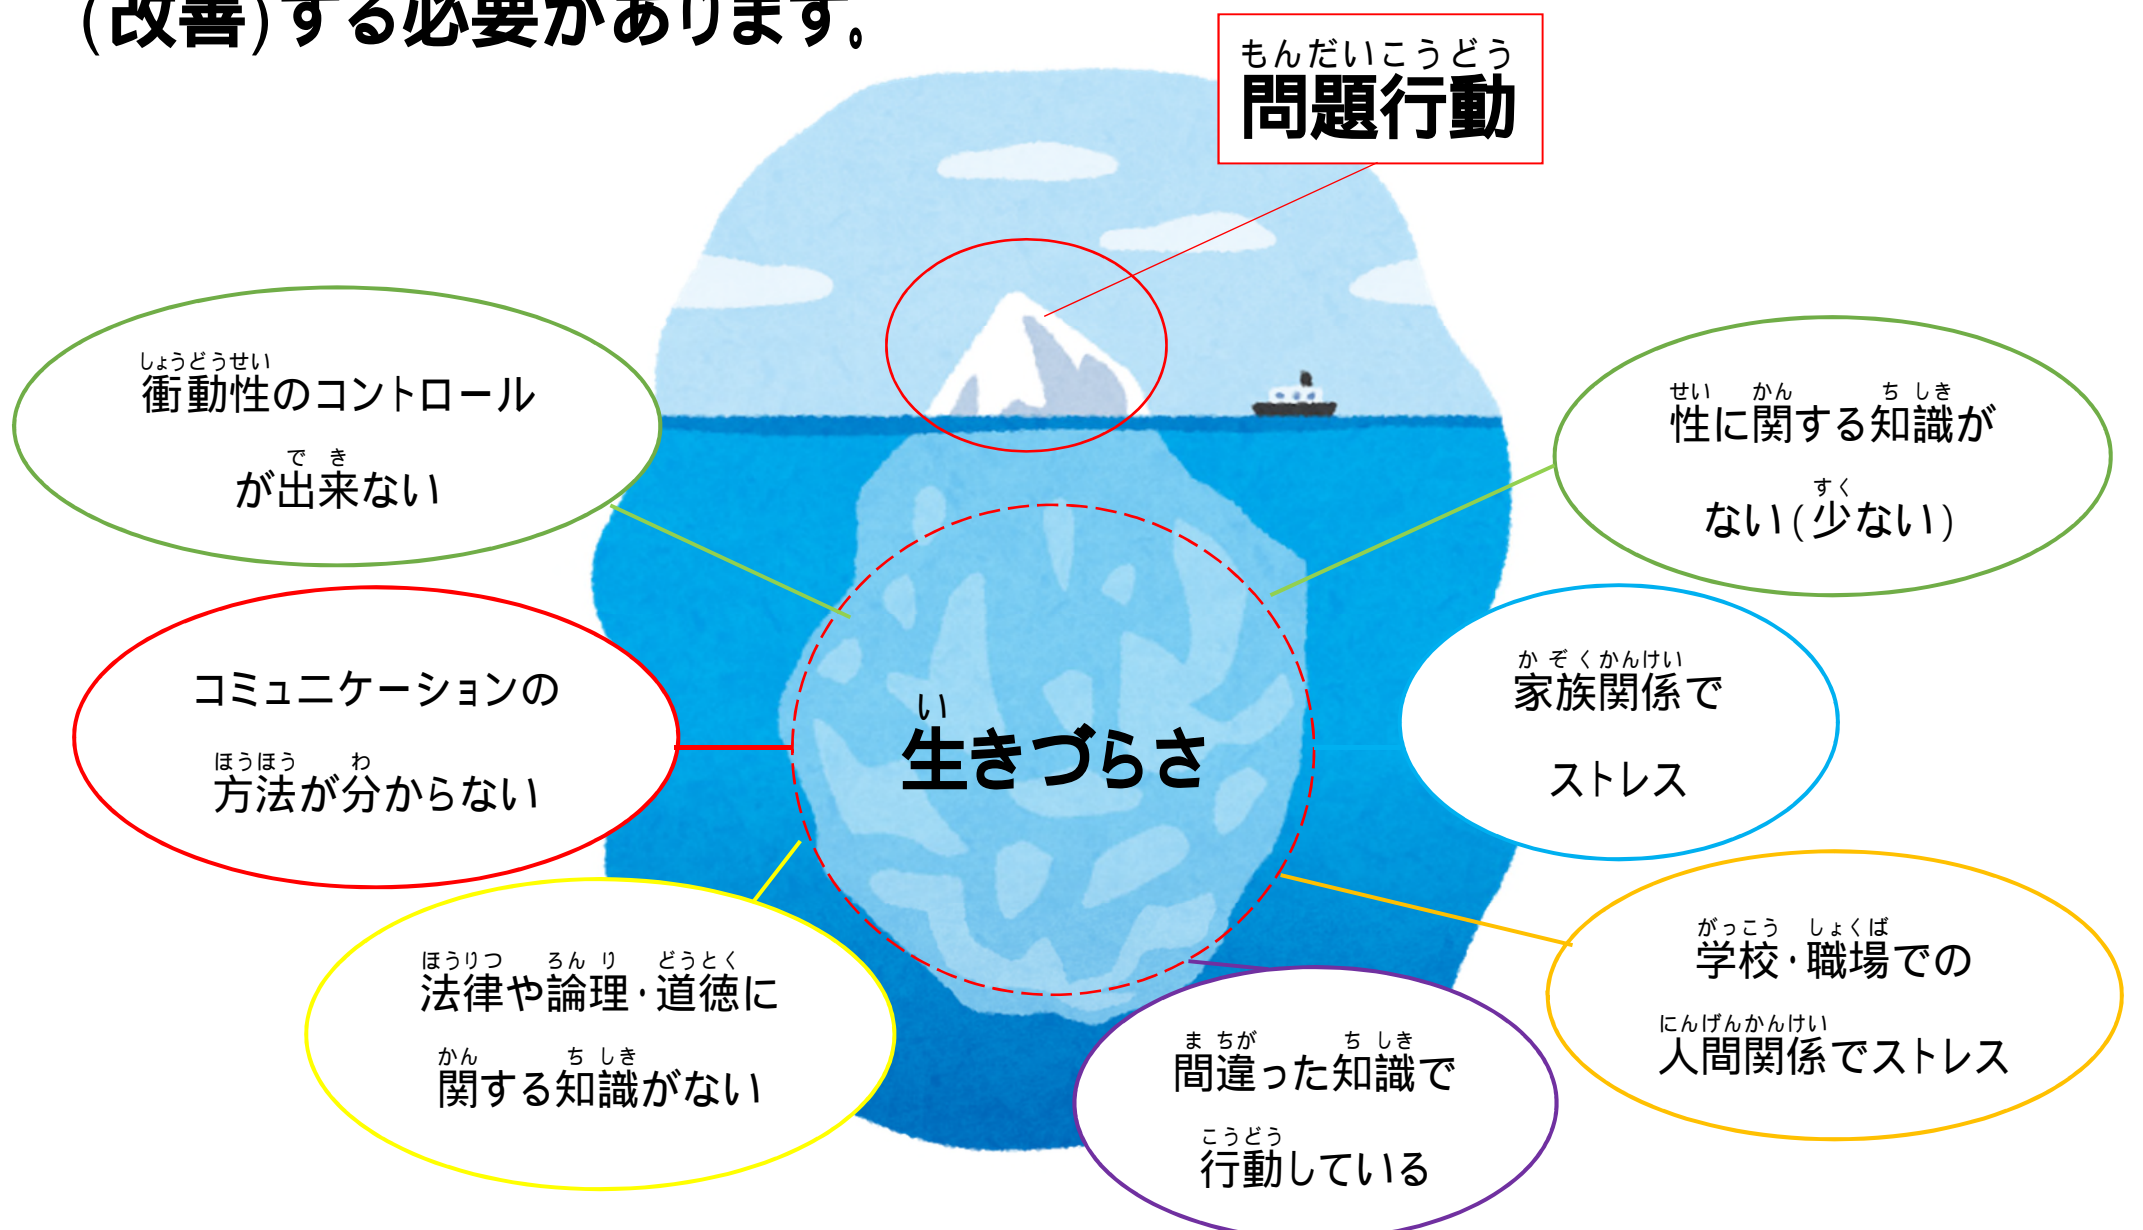 (改善)する必要があります。
もんだいこうどう
問題行動
しょうどうせい
衝動性のコントロール
で き
が出来ない
せい かん ち しき
性に関する知識が
すく
ない(少ない)
コミュニケーションの
ほうほう わ
方法が分からない
い
生きづらさ
か ぞくかんけい
家族関係で
ストレス
ほうりつ ろん り どうとく
法律や論理・道徳に
かん ち しき
関する知識がない
ま ちが ち しき
間違った知識で
こうどう
行動している
がっこう しょくば
学校・職場での
にんげんかんけい
人間関係でストレス